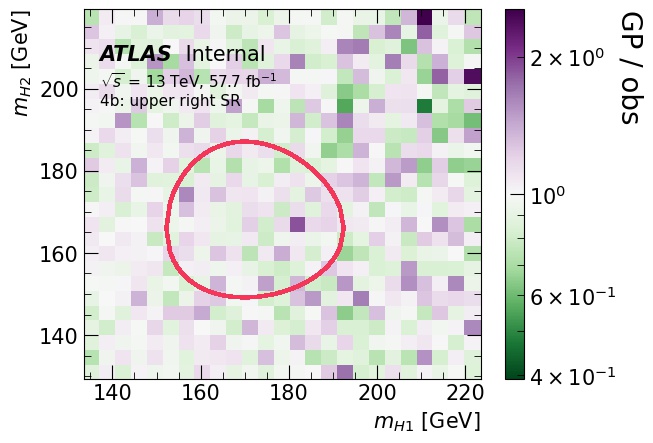 ATLAS Internal
√s = 13 TeV, 57.7 fb⁻¹
4b: upper right SR
m_H2 [GeV]
200
180
160
140
140 160 180 200 220
m_H1 [GeV]
2 × 10⁰
10⁰
6 × 10⁻¹
4 × 10⁻¹
GP / obs